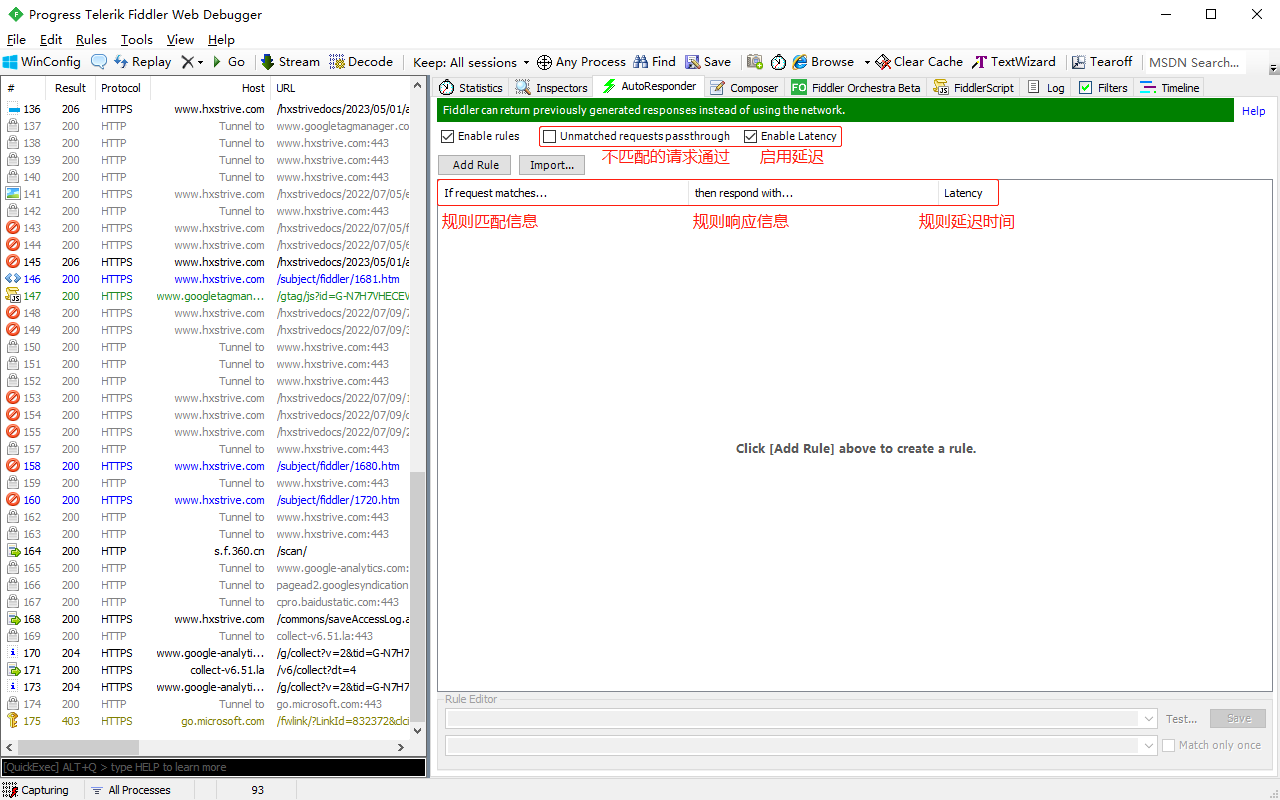 Progress Telerik Fiddler Web Debugger
File Edit Rules Tools View Help
WinConfig Replay Go Stream Decode Keep: All sessions Any Process Find Save Browse Clear Cache TextWizard Tearoff MSDN Search...
# Result Protocol Host URL
136 206 HTTPS www.hxstrive.com /hxstrivedocs/2023/05/01/a
137 200 HTTP Tunnel to www.googletagmanager.co
138 200 HTTP Tunnel to www.hxstrive.com:443
139 200 HTTP Tunnel to www.hxstrive.com:443
140 200 HTTP Tunnel to www.hxstrive.com:443
141 200 HTTPS www.hxstrive.com /hxstrivedocs/2022/07/05/e
142 200 HTTP Tunnel to www.hxstrive.com:443
143 200 HTTPS www.hxstrive.com /hxstrivedocs/2022/07/05/f
144 200 HTTPS www.hxstrive.com /hxstrivedocs/2022/07/05/6
145 206 HTTPS www.hxstrive.com /hxstrivedocs/2023/05/01/a
146 200 HTTPS www.hxstrive.com /subject/fiddler/1681.htm
147 200 HTTPS www.googletagman... /gtag/js?id=G-N7H7VHECEV
148 200 HTTPS www.hxstrive.com /hxstrivedocs/2022/07/09/7
149 200 HTTPS www.hxstrive.com /hxstrivedocs/2022/07/09/3
150 200 HTTP Tunnel to www.hxstrive.com:443
151 200 HTTP Tunnel to www.hxstrive.com:443
152 200 HTTP Tunnel to www.hxstrive.com:443
153 200 HTTPS www.hxstrive.com /hxstrivedocs/2022/07/09/1
154 200 HTTPS www.hxstrive.com /hxstrivedocs/2022/07/09/c
155 200 HTTPS www.hxstrive.com /hxstrivedocs/2022/07/09/2
157 200 HTTP Tunnel to www.hxstrive.com:443
158 200 HTTPS www.hxstrive.com /subject/fiddler/1680.htm
159 200 HTTP Tunnel to www.hxstrive.com:443
160 200 HTTPS www.hxstrive.com /subject/fiddler/1720.htm
162 200 HTTP Tunnel to www.hxstrive.com:443
163 200 HTTP Tunnel to www.hxstrive.com:443
164 200 HTTP s.f.360.cn /scan/
165 200 HTTP Tunnel to www.google-analytics.com:
166 200 HTTP Tunnel to pagead2.googlesyndication
167 200 HTTP Tunnel to cpro.baidustatic.com:443
168 200 HTTPS www.hxstrive.com /commons/saveAccessLog.a
169 200 HTTP Tunnel to collect-v6.51.la:443
170 204 HTTPS www.google-analyti... /g/collect?v=2&tid=G-N7H7
171 200 HTTPS collect-v6.51.la /v6/collect?dt=4
173 204 HTTPS www.google-analyti... /g/collect?v=2&tid=G-N7H7
174 200 HTTP Tunnel to go.microsoft.com:443
175 403 HTTPS go.microsoft.com /fwlink/?LinkId=832372&clci
[QuickExec] ALT+Q > type HELP to learn more
Capturing All Processes 93
Statistics Inspectors AutoResponder Composer FO Fiddler Orchestra Beta FiddlerScript Log Filters Timeline
Fiddler can return previously generated responses instead of using the network. Help
Enable rules Unmatched requests passthrough Enable Latency
不匹配的请求通过 启用延迟
Add Rule Import...
If request matches... then respond with... Latency
规则匹配信息 规则响应信息 规则延迟时间
Click [Add Rule] above to create a rule.
Rule Editor
Test... Save
Match only once